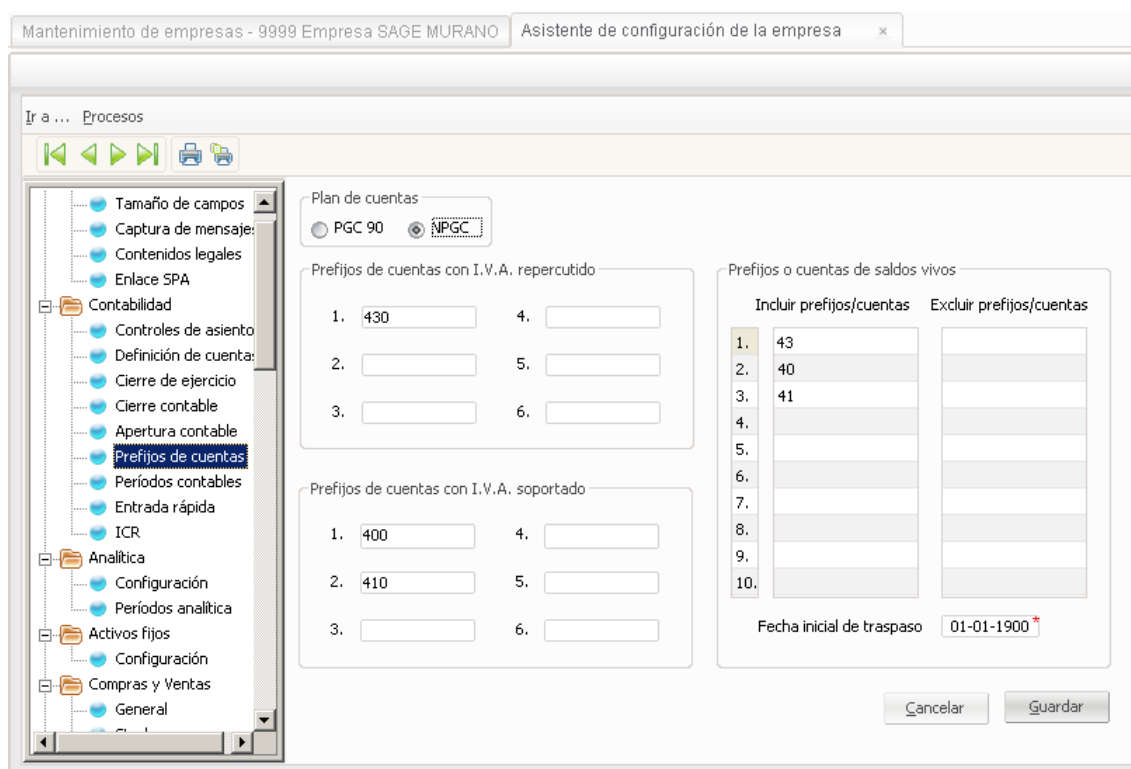 Mantenimiento de empresas - 9999 Empresa SAGE MURANO
Asistente de configuración de la empresa ×
Ir a ... Procesos
Tamaño de campos
Captura de mensaje
Contenidos legales
Enlace SPA
Contabilidad
Controles de asiento
Definición de cuenta
Cierre de ejercicio
Cierre contable
Apertura contable
Prefijos de cuentas
Períodos contables
Entrada rápida
ICR
Analítica
Configuración
Períodos analítica
Activos fijos
Configuración
Compras y Ventas
General
Plan de cuentas
PGC 90 NPGC
Prefijos de cuentas con I.V.A. repercutido
1. 430 4.
2. 5.
3. 6.
Prefijos de cuentas con I.V.A. soportado
1. 400 4.
2. 410 5.
3. 6.
Prefijos o cuentas de saldos vivos
Incluir prefijos/cuentas Excluir prefijos/cuentas
1. 43
2. 40
3. 41
4.
5.
6.
7.
8.
9.
10.
Fecha inicial de traspaso 01-01-1900 *
Cancelar Guardar